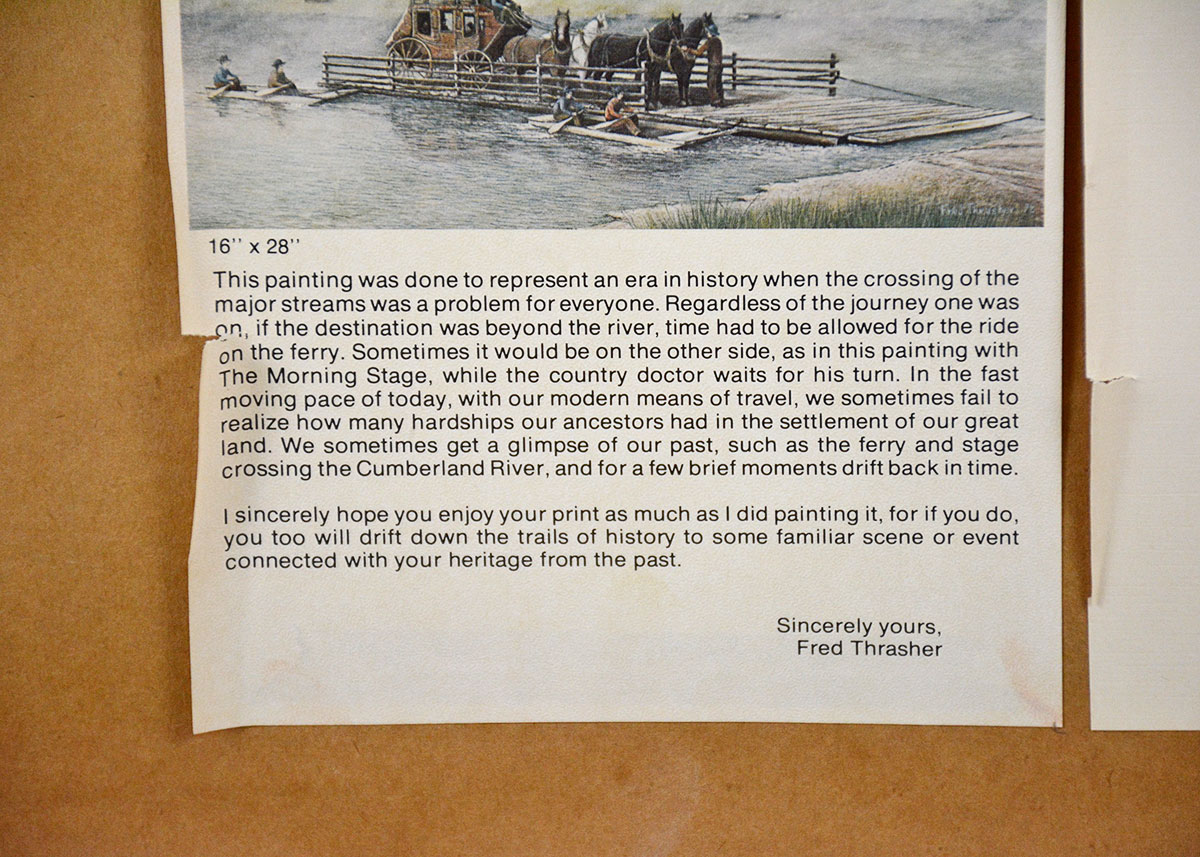 16'' x 28''
This painting was done to represent an era in history when the crossing of the
major streams was a problem for everyone. Regardless of the journey one was
on, if the destination was beyond the river, time had to be allowed for the ride
on the ferry. Sometimes it would be on the other side, as in this painting with
The Morning Stage, while the country doctor waits for his turn. In the fast
moving pace of today, with our modern means of travel, we sometimes fail to
realize how many hardships our ancestors had in the settlement of our great
land. We sometimes get a glimpse of our past, such as the ferry and stage
crossing the Cumberland River, and for a few brief moments drift back in time.
I sincerely hope you enjoy your print as much as I did painting it, for if you do,
you too will drift down the trails of history to some familiar scene or event
connected with your heritage from the past.
Sincerely yours,
Fred Thrasher